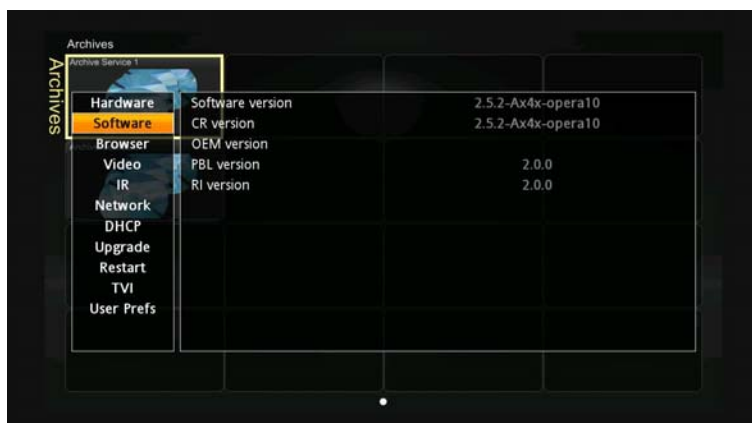 Archives
Archives
Archive Service 1
Hardware
Software
Browser
Video
IR
Network
DHCP
Upgrade
Restart
TVI
User Prefs
Software version 2.5.2-Ax4x-opera10
CR version 2.5.2-Ax4x-opera10
OEM version
PBL version 2.0.0
RI version 2.0.0